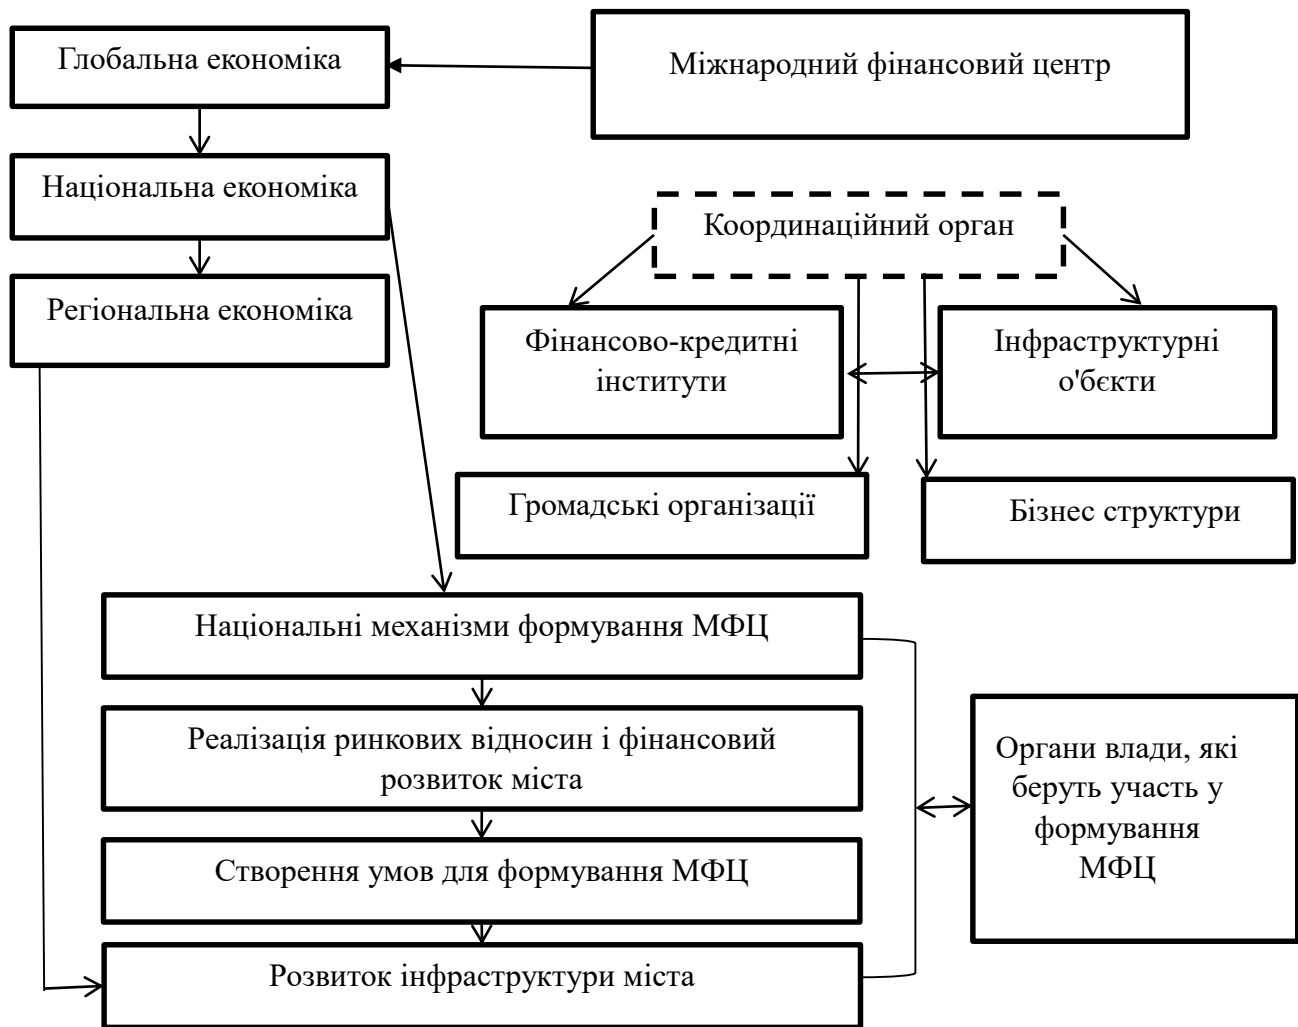 Глобальна економіка
Міжнародний фінансовий центр
Національна економіка
Координаційний орган
Регіональна економіка
Фінансово-кредитні
інститути
Інфраструктурні
о'бєкти
Громадські організації
Бізнес структури
Національні механізми формування МФЦ
Реалізація ринкових відносин і фінансовий
розвиток міста
Створення умов для формування МФЦ
Розвиток інфраструктури міста
Органи влади, які
беруть участь у
формування
МФЦ